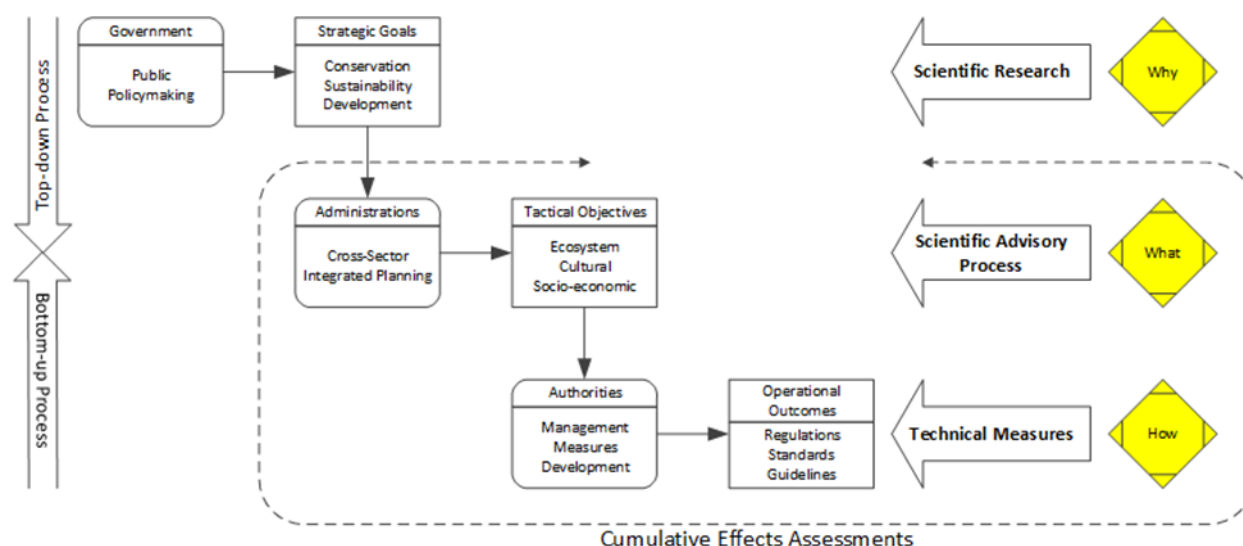 Top-down Process
Bottom-up Process
Government
Public
Policymaking
Strategic Goals
Conservation
Sustainability
Development
Scientific Research
Why
Administrations
Cross-Sector
Integrated Planning
Tactical Objectives
Ecosystem
Cultural
Socio-economic
Scientific Advisory
Process
What
Authorities
Management
Measures
Development
Operational
Outcomes
Regulations
Standards
Guidelines
Technical Measures
How
Cumulative Effects Assessments